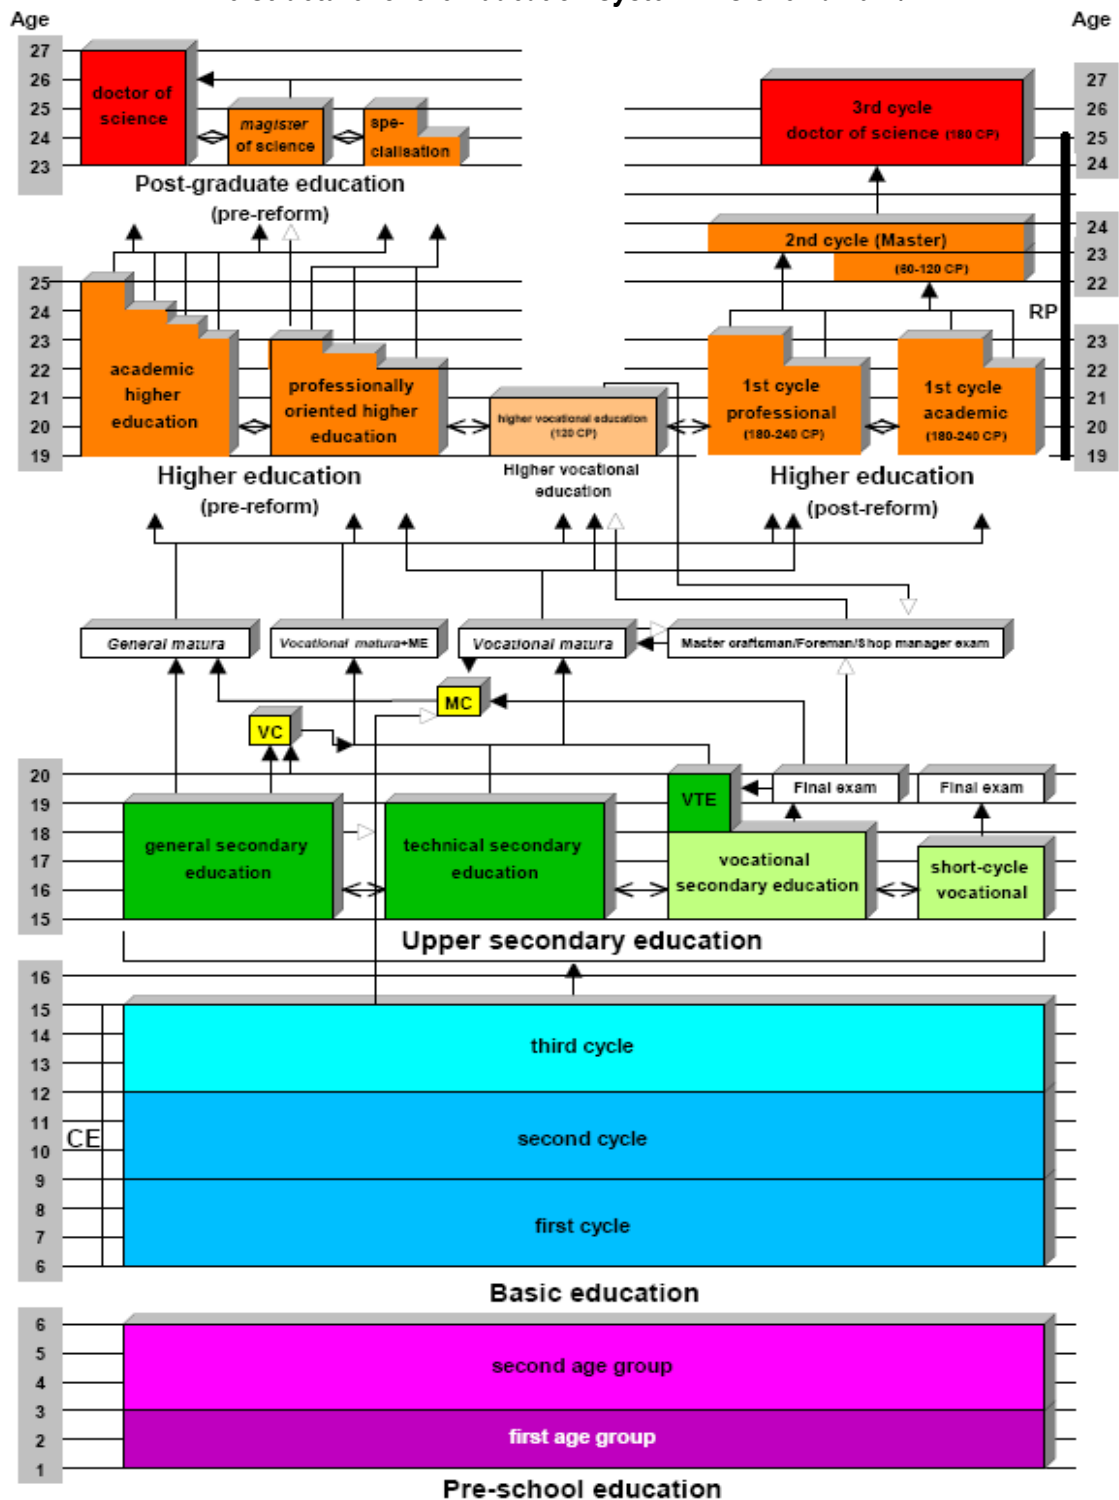 Age
Age
27
26
25
24
23
doctor of
science
magister
of science
spe-
cialisation
Post-graduate education
(pre-reform)
3rd cycle
doctor of science (180 CP)
27
26
25
24
2nd cycle (Master)
(60-120 CP)
24
23
22
RP
25
24
23
22
21
20
19
academic
higher
education
professionally
oriented higher
education
higher vocational education
(120 CP)
1st cycle
professional
(180-240 CP)
1st cycle
academic
(180-240 CP)
23
22
21
20
19
Higher education
(pre-reform)
Higher vocational
education
Higher education
(post-reform)
General matura
Vocational matura+ME
Vocational matura
Master craftsman/Foreman/Shop manager exam
MC
VC
20
19
18
17
16
15
VTE
Final exam
Final exam
general secondary
education
technical secondary
education
vocational
secondary education
short-cycle
vocational
Upper secondary education
16
15
14
13
12
11
10
9
8
7
6
CE
third cycle
second cycle
first cycle
Basic education
6
5
4
3
2
1
second age group
first age group
Pre-school education